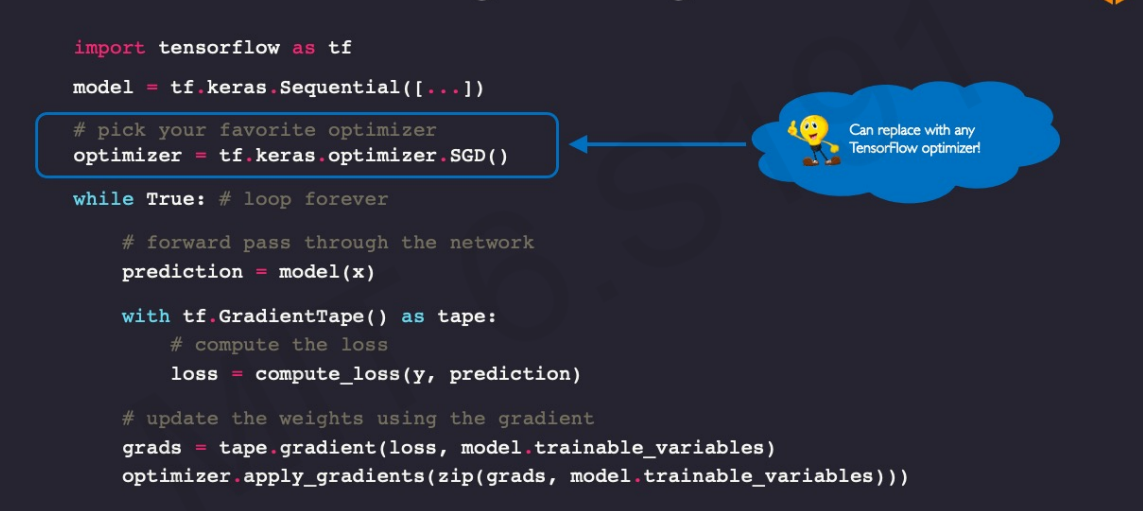 import tensorflow as tf
model = tf.keras.Sequential([...])
# pick your favorite optimizer
optimizer = tf.keras.optimizer.SGD()
Can replace with any
TensorFlow optimizer!
while True: # loop forever
# forward pass through the network
prediction = model(x)
with tf.GradientTape() as tape:
# compute the loss
loss = compute_loss(y, prediction)
# update the weights using the gradient
grads = tape.gradient(loss, model.trainable_variables)
optimizer.apply_gradients(zip(grads, model.trainable_variables)))